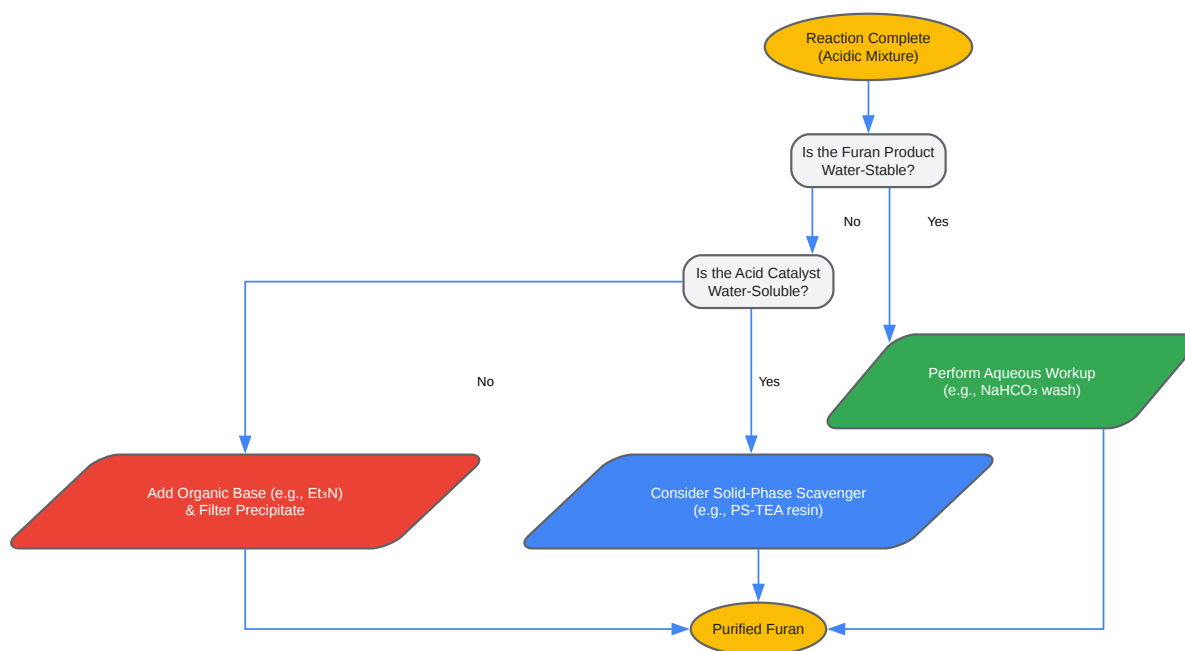 Reaction Complete
(Acidic Mixture)
Is the Furan Product
Water-Stable?
No
Yes
Is the Acid Catalyst
Water-Soluble?
No
Yes
Perform Aqueous Workup
(e.g., NaHCO₃ wash)
Add Organic Base (e.g., Et₃N)
& Filter Precipitate
Consider Solid-Phase Scavenger
(e.g., PS-TEA resin)
Purified Furan